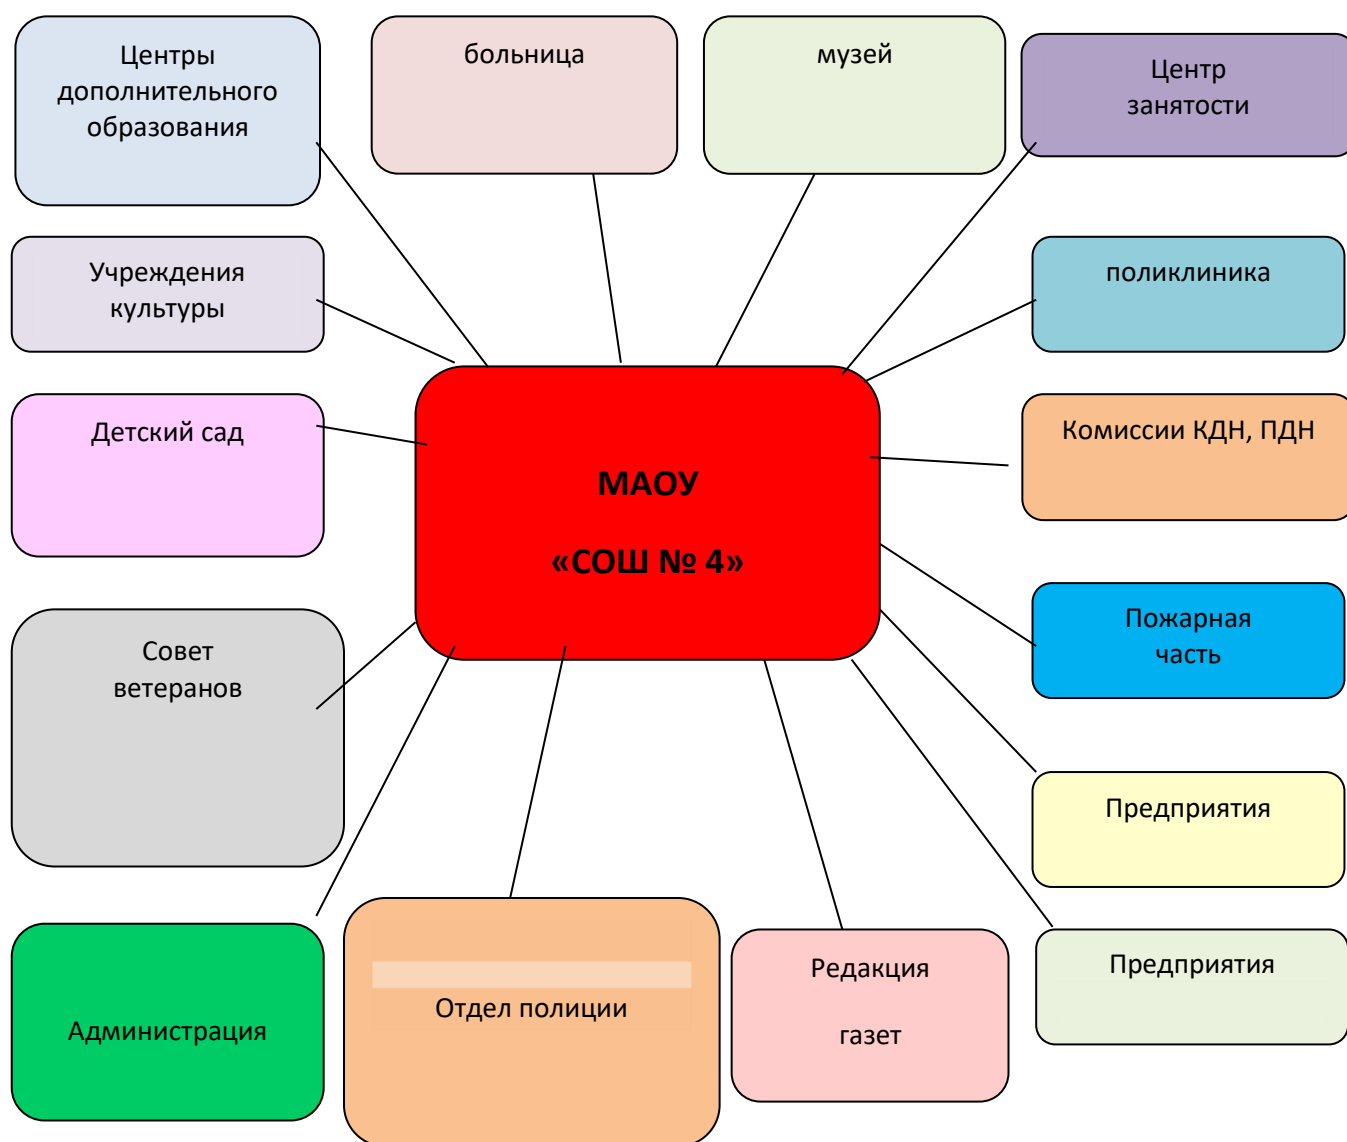 Центры
дополнительного
образования
больница
музей
Центр
занятости
Учреждения
культуры
поликлиника
Детский сад
Комиссии КДН, ПДН
МАОУ
«СОШ № 4»
Совет
ветеранов
Пожарная
часть
Предприятия
Администрация
Отдел полиции
Редакция
газет
Предприятия